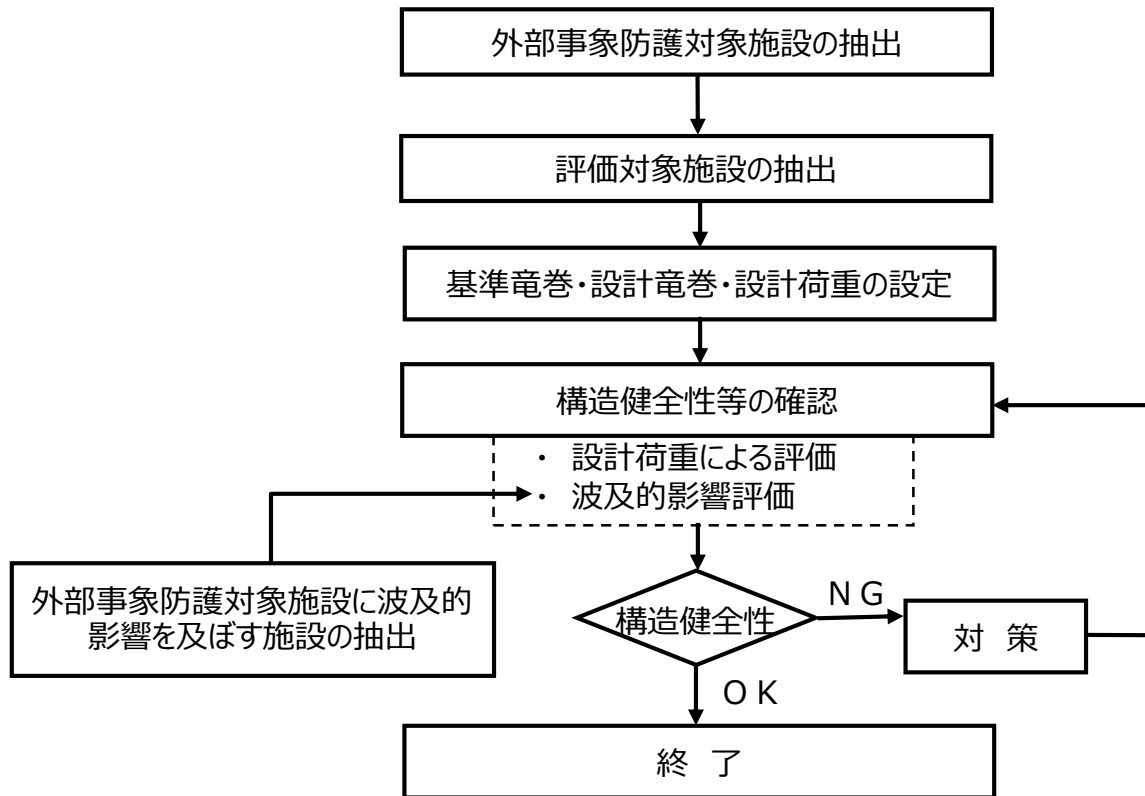 外部事象防護対象施設の抽出
評価対象施設の抽出
基準竜巻・設計竜巻・設計荷重の設定
構造健全性等の確認
・ 設計荷重による評価
・ 波及的影響評価
外部事象防護対象施設に波及的
影響を及ぼす施設の抽出
構造健全性
ＮＧ
対 策
ＯＫ
終 了